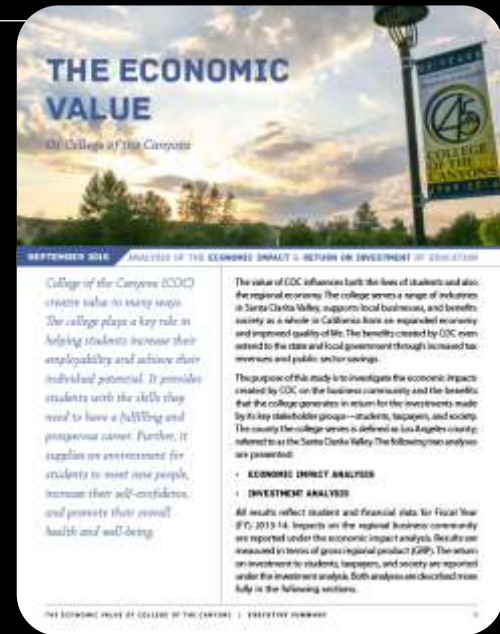 THE ECONOMIC
VALUE
Of College of the Canyons
45
COLLEGE
OF THE
CANYONS
SEPTEMBER 2015 ANALYSIS OF THE ECONOMIC IMPACT & RETURN ON INVESTMENT OF EDUCATION
College of the Canyons (COC)
creates value in many ways.
The college plays a key role in
helping students increase their
employability and achieve their
individual potential. It provides
students with the skills they
need to have a fulfilling and
prosperous career. Further, it
supplies an environment for
students to meet new people,
increase their self-confidence,
and promote their overall
health and well-being.
The value of COC influences both the lives of students and also
the regional economy. The college serves a range of industries
in Santa Clarita Valley, supports local businesses, and benefits
society as a whole in California from an expanded economy
and improved quality of life. The benefits created by COC even
extend to the state and local government through increased tax
revenues and public sector savings.
The purpose of this study is to investigate the economic impacts
created by COC on the business community and the benefits
that the college generates in return for the investments made
by its key stakeholder groups—students, taxpayers, and society.
The county the college serves is defined as Los Angeles county,
referred to as the Santa Clarita Valley. The following two analyses
are presented:
• ECONOMIC IMPACT ANALYSIS
• INVESTMENT ANALYSIS
All results reflect student and financial data for Fiscal Year
(FY) 2013-14. Impacts on the regional business community
are reported under the economic impact analysis. Results are
measured in terms of gross regional product (GRP). The return
on investment to students, taxpayers, and society are reported
under the investment analysis. Both analyses are described more
fully in the following sections.
THE ECONOMIC VALUE OF COLLEGE OF THE CANYONS | EXECUTIVE SUMMARY